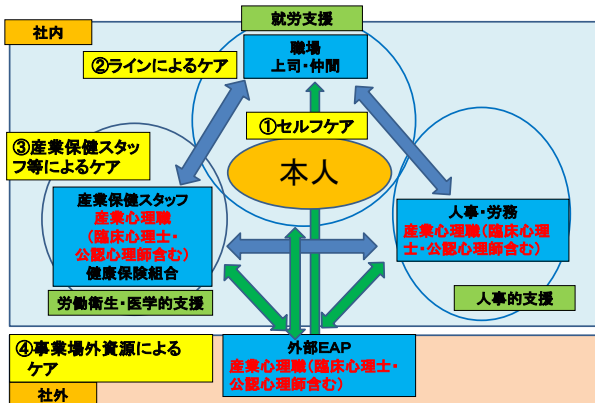 就労支援
社内
職場
上司・仲間
②ラインによるケア
①セルフケア
③産業保健スタッ
フ等によるケア
本人
産業保健スタッフ
産業心理職
(臨床心理士・
公認心理師含む)
健康保険組合
人事・労務
産業心理職(臨床心理
士・公認心理師含む)
労働衛生・医学的支援
人事的支援
④事業場外資源による
ケア
外部EAP
産業心理職(臨床心理士・
公認心理師含む)
社外